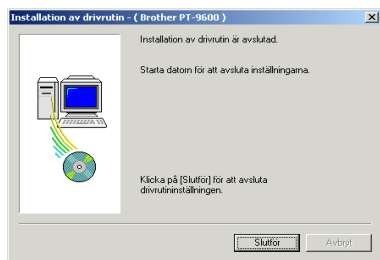 Installation av drivrutin - ( Brother PT-9600 )
Installation av drivrutin är avslutad.
Starta datorn för att avsluta inställningarna.
Klicka på [Slutför] för att avsluta
drivrutininställningen.
Slutför
Avbryt